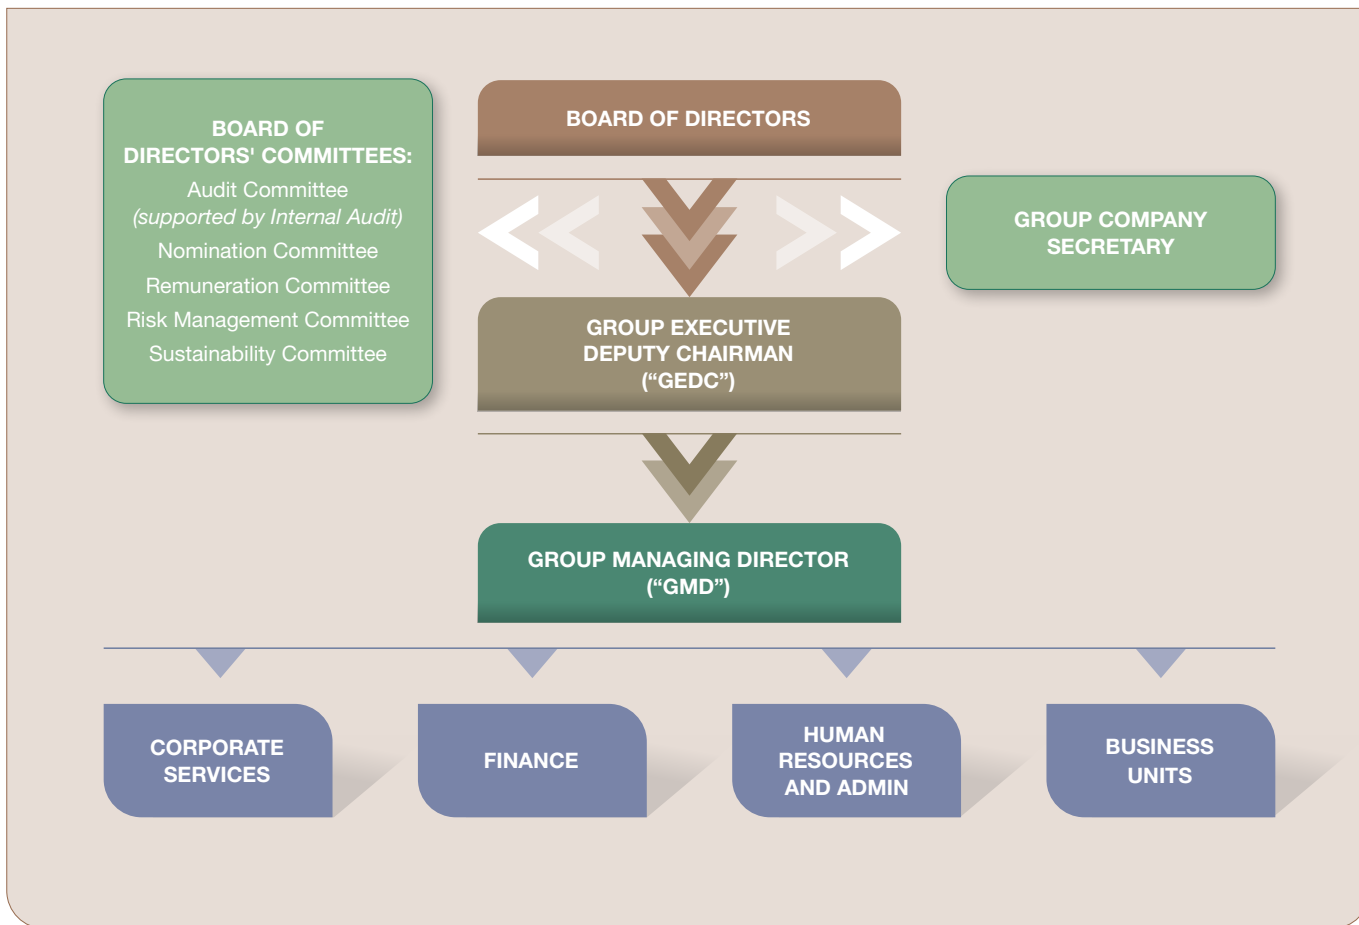 BOARD OF
DIRECTORS' COMMITTEES:
Audit Committee
(supported by Internal Audit)
Nomination Committee
Remuneration Committee
Risk Management Committee
Sustainability Committee
BOARD OF DIRECTORS
GROUP COMPANY
SECRETARY
GROUP EXECUTIVE
DEPUTY CHAIRMAN
(“GEDC”)
GROUP MANAGING DIRECTOR
(“GMD”)
CORPORATE
SERVICES
FINANCE
HUMAN
RESOURCES
AND ADMIN
BUSINESS
UNITS